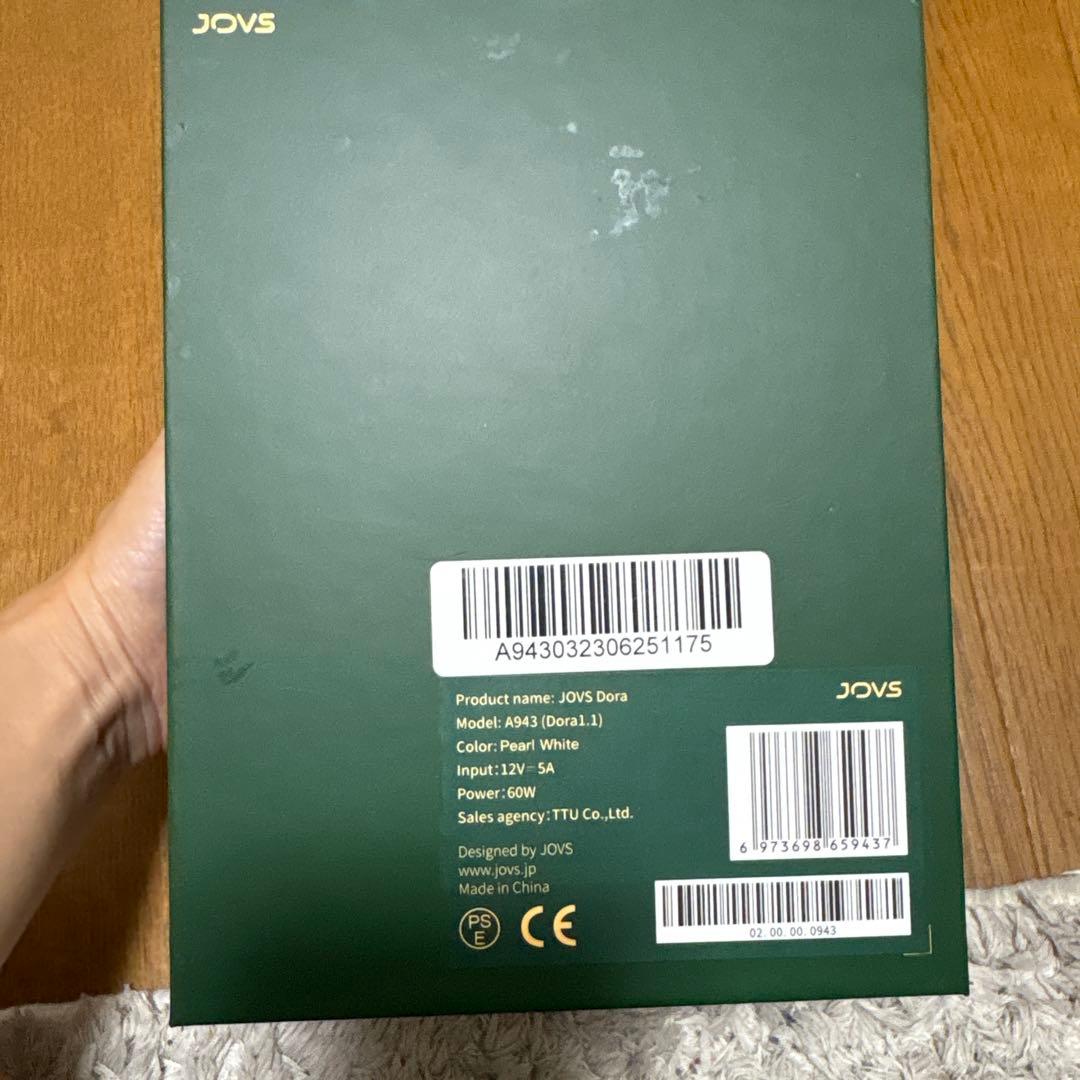 JOVS
A943032306251175
Product name: JOVS Dora
JOVS
Model: A943 (Dora1.1)
Color: Pearl White
Input:12V⎓5A
Power:60W
Sales agency:TTU Co.,Ltd.
6 973698 659437
Designed by JOVS
www.jovs.jp
Made in China
PS
E
CE
02.00.00.0943